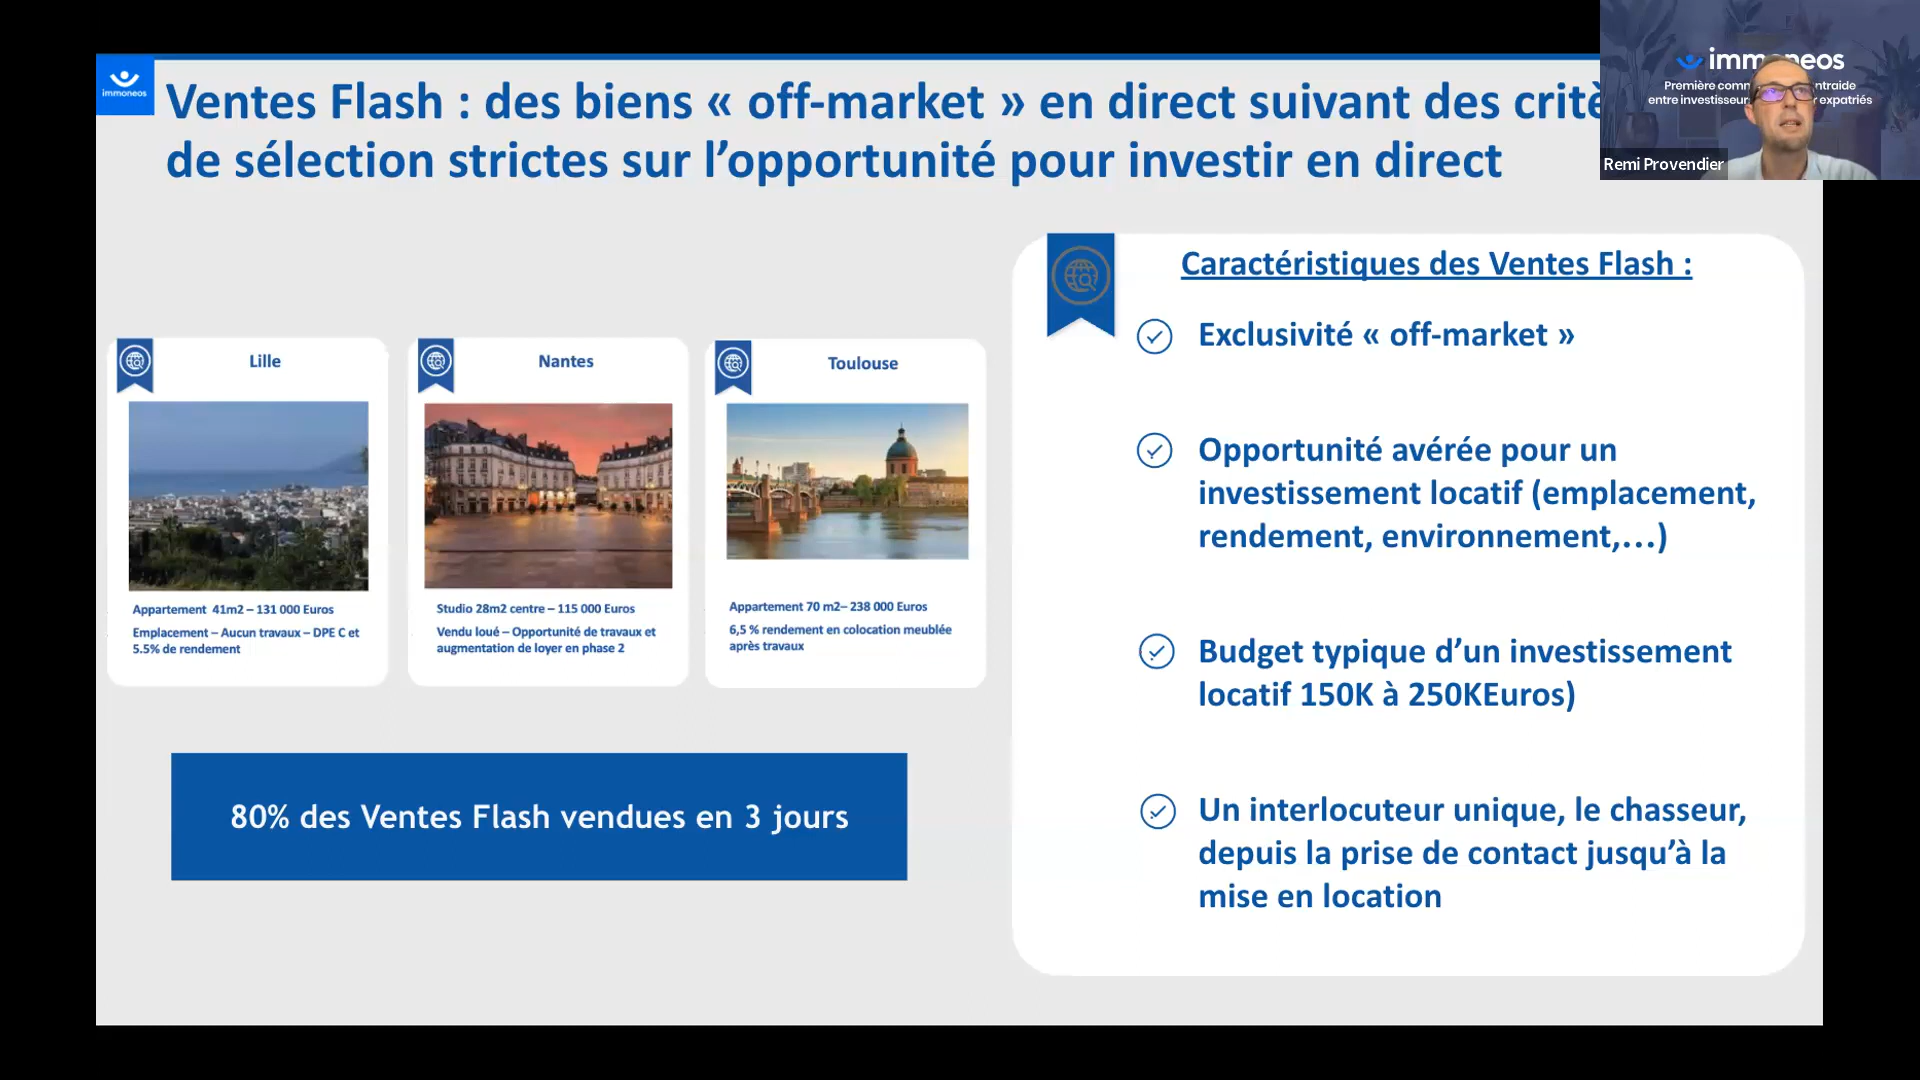 immoneos
Ventes Flash : des biens « off-market » en direct suivant des
de sélection strictes sur l’opportunité pour investir en direct
immoneos
Première
entre expatriés
Remi Provendier
Lille
Appartement 41m2 – 131 000 Euros
Emplacement – Aucun travaux – DPE C et
5.5% de rendement
Nantes
Studio 28m2 centre – 115 000 Euros
Vendu loué – Opportunité de travaux et
augmentation de loyer en phase 2
Toulouse
Appartement 70 m2– 238 000 Euros
6,5 % rendement en colocation meublée
après travaux
80% des Ventes Flash vendues en 3 jours
Caractéristiques des Ventes Flash :
Exclusivité « off-market »
Opportunité avérée pour un
investissement locatif (emplacement,
rendement, environnement,...)
Budget typique d’un investissement
locatif 150K à 250KEuros)
Un interlocuteur unique, le chasseur,
depuis la prise de contact jusqu’à la
mise en location